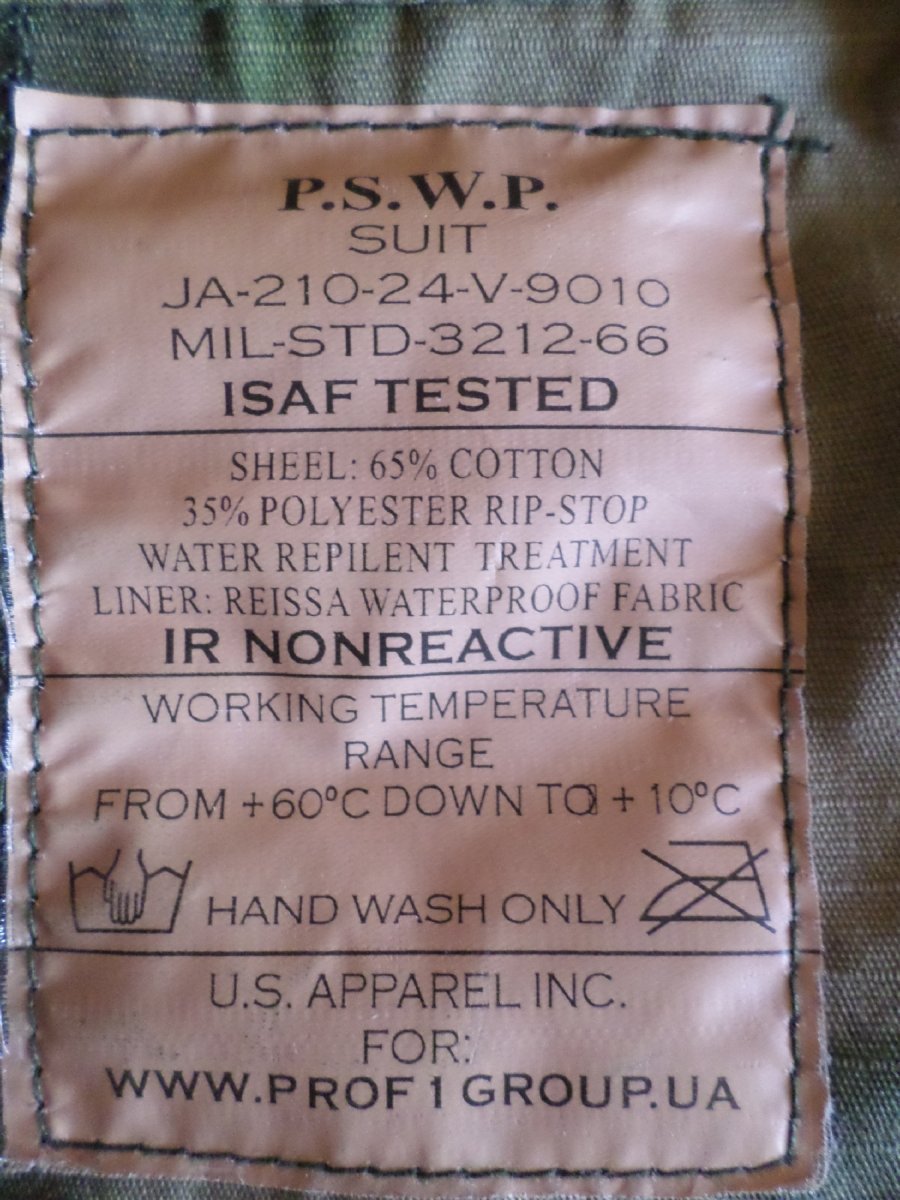 P.S.W.P.
SUIT
JA-210-24-V-9010
MIL-STD-3212-66
ISAF TESTED
SHEEL: 65% COTTON
35% POLYESTER RIP-STOP
WATER REPILENT TREATMENT
LINER: REISSA WATERPROOF FABRIC
IR NONREACTIVE
WORKING TEMPERATURE
RANGE
FROM +60ºC DOWN TO +10ºC
HAND WASH ONLY
U.S. APPAREL INC.
FOR:
WWW.PROF1GROUP.UA